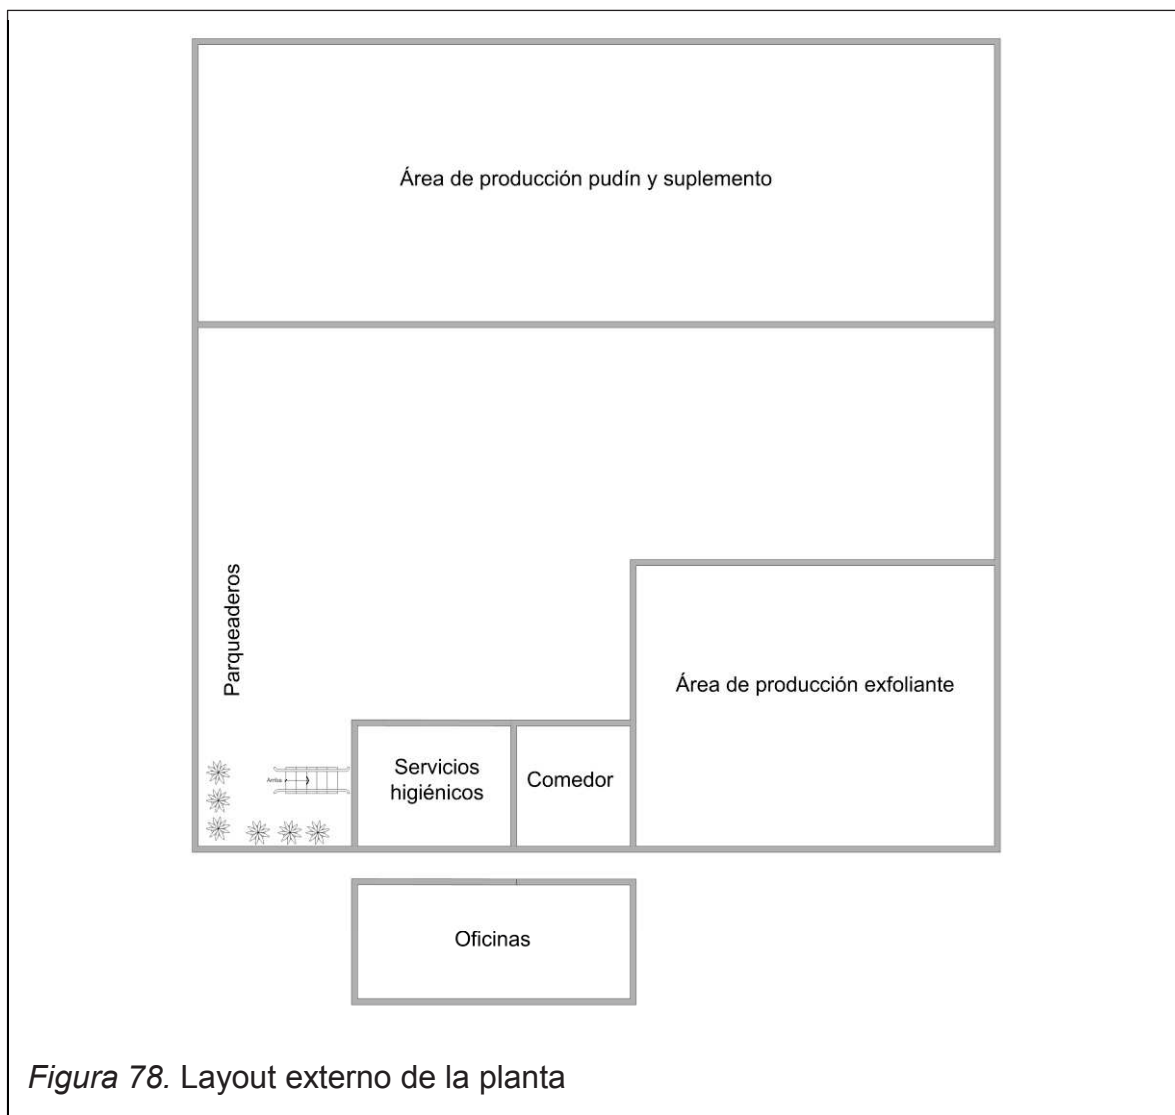 Área de producción pudín y suplemento
Parqueaderos
Área de producción exfoliante
Servicios
higiénicos
Comedor
Arriba
Oficinas
Figura 78. Layout externo de la planta